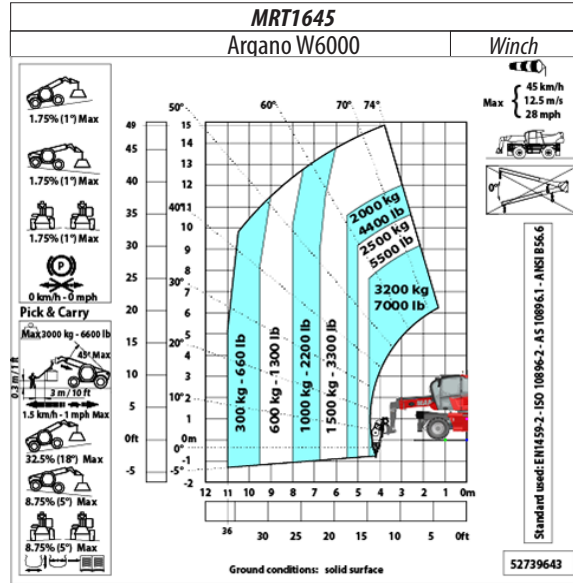 MRT1645
Argano W6000
Winch
1.75% (1°) Max
1.75% (1°) Max
1.75% (1°) Max
P
0 km/h - 0 mph
Pick & Carry
Max 3000 kg - 6600 lb
45° Max
0.3 m / 1 ft
3 m / 10 ft
1.5 km/h - 1 mph Max
32.5% (18°) Max
8.75% (5°) Max
8.75% (5°) Max
49
45
40
35
30
25
20
15
10
5
0ft
-5
15
14
13
12
11
10
9
8
7
6
5
4
3
2
1
0m
-1
-2
50°
60°
70°
74°
40°
30°
20°
10°
0°
-5°
2000 kg
4400 lb
2500 kg
5500 lb
3200 kg
7000 lb
300 kg - 660 lb
600 kg - 1300 lb
1000 kg - 2200 lb
1500 kg - 3300 lb
12 11 10 9 8 7 6 5 4 3 2 1 0m
36 30 25 20 15 10 5 0ft
Ground conditions: solid surface
Max
45 km/h
12.5 m/s
28 mph
0°
Standard used: EN1459-2 - ISO 10896-2 - AS 10896.1 - ANSI B56.6
52739643